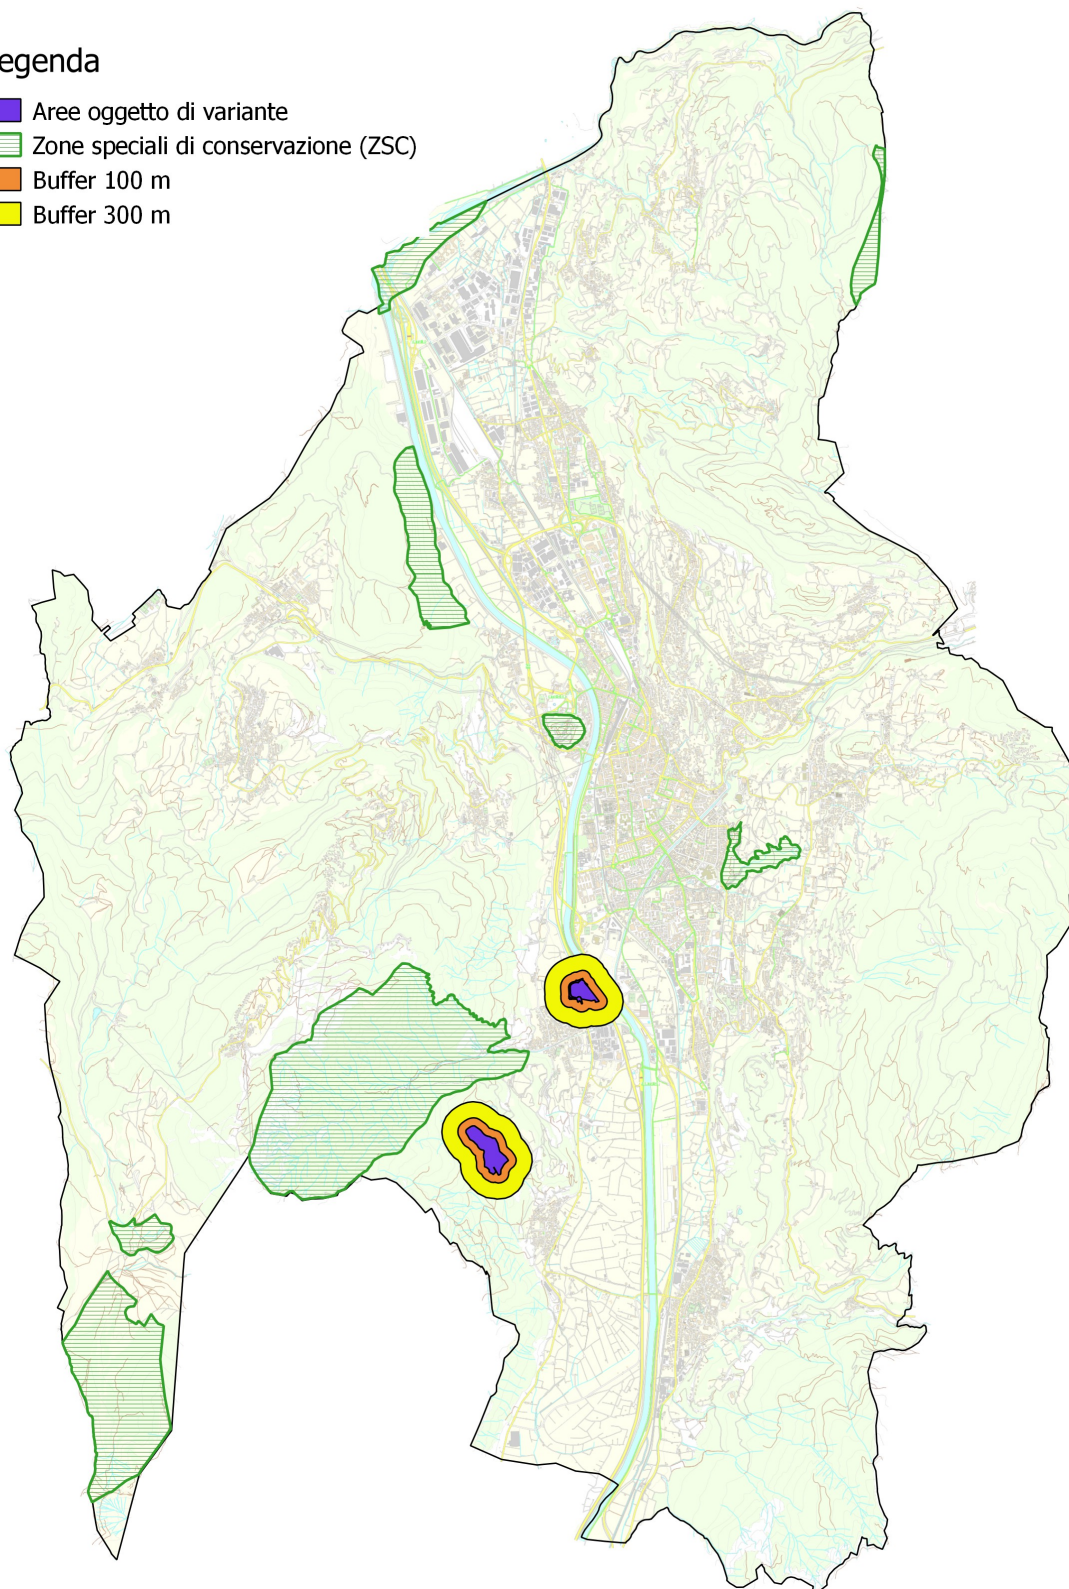 egenda
Aree oggetto di variante
Zone speciali di conservazione (ZSC)
Buffer 100 m
Buffer 300 m